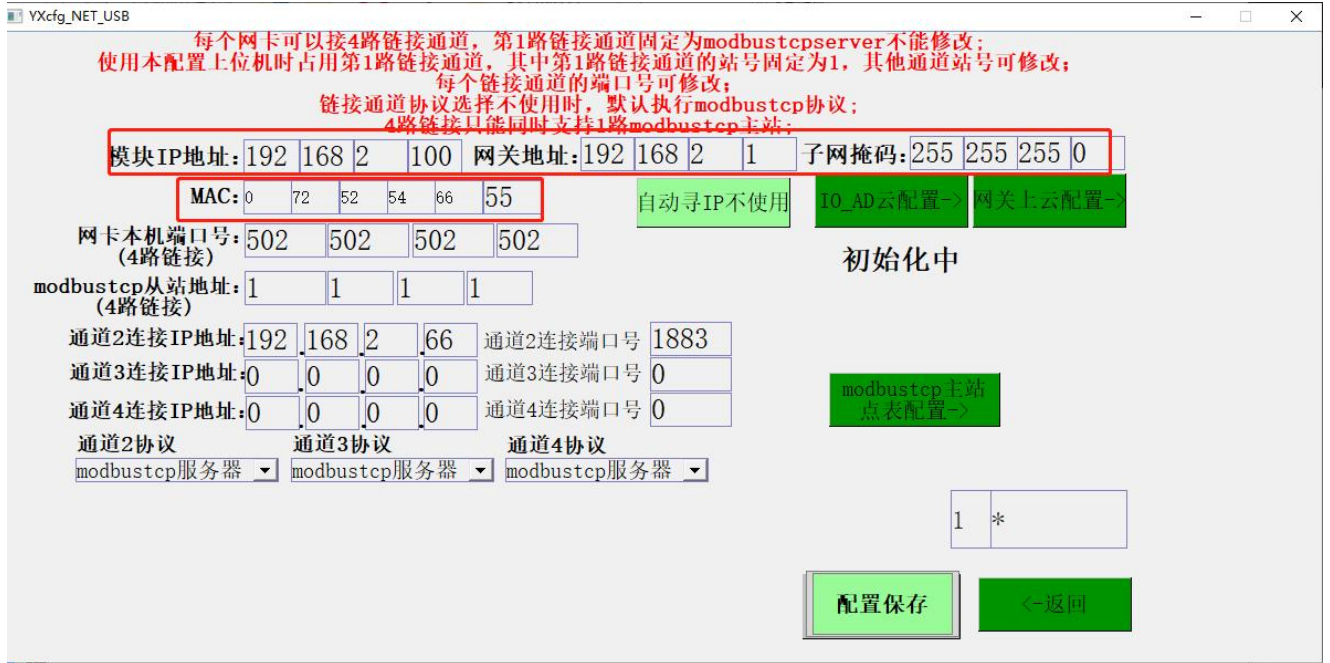 YXcfg_NET_USB
每个网卡可以接4路链接通道，第1路链接通道固定为modbustcpserver不能修改;
使用本配置上位机时占用第1路链接通道，其中第1路链接通道的站号固定为1，其他通道站号可修改;
每个链接通道的端口号可修改;
链接通道协议选择不使用时，默认执行modbustcp协议;
4路链接只能同时支持1路modbustcp主站;
模块IP地址: 192 168 2 100 网关地址: 192 168 2 1 子网掩码: 255 255 255 0
MAC: 0 72 52 54 66 55 自动寻IP不使用 IO_AD云配置-> 网关上云配置->
网卡本机端口号: 502 502 502 502
(4路链接)
初始化中
modbustcp从站地址: 1 1 1 1
(4路链接)
通道2连接IP地址: 192 . 168 . 2 . 66 通道2连接端口号 1883
通道3连接IP地址: 0 . 0 . 0 . 0 通道3连接端口号 0
通道4连接IP地址: 0 . 0 . 0 . 0 通道4连接端口号 0
modbustcp主站
点表配置->
通道2协议 通道3协议 通道4协议
modbustcp服务器 modbustcp服务器 modbustcp服务器
1 *
配置保存 <-返回